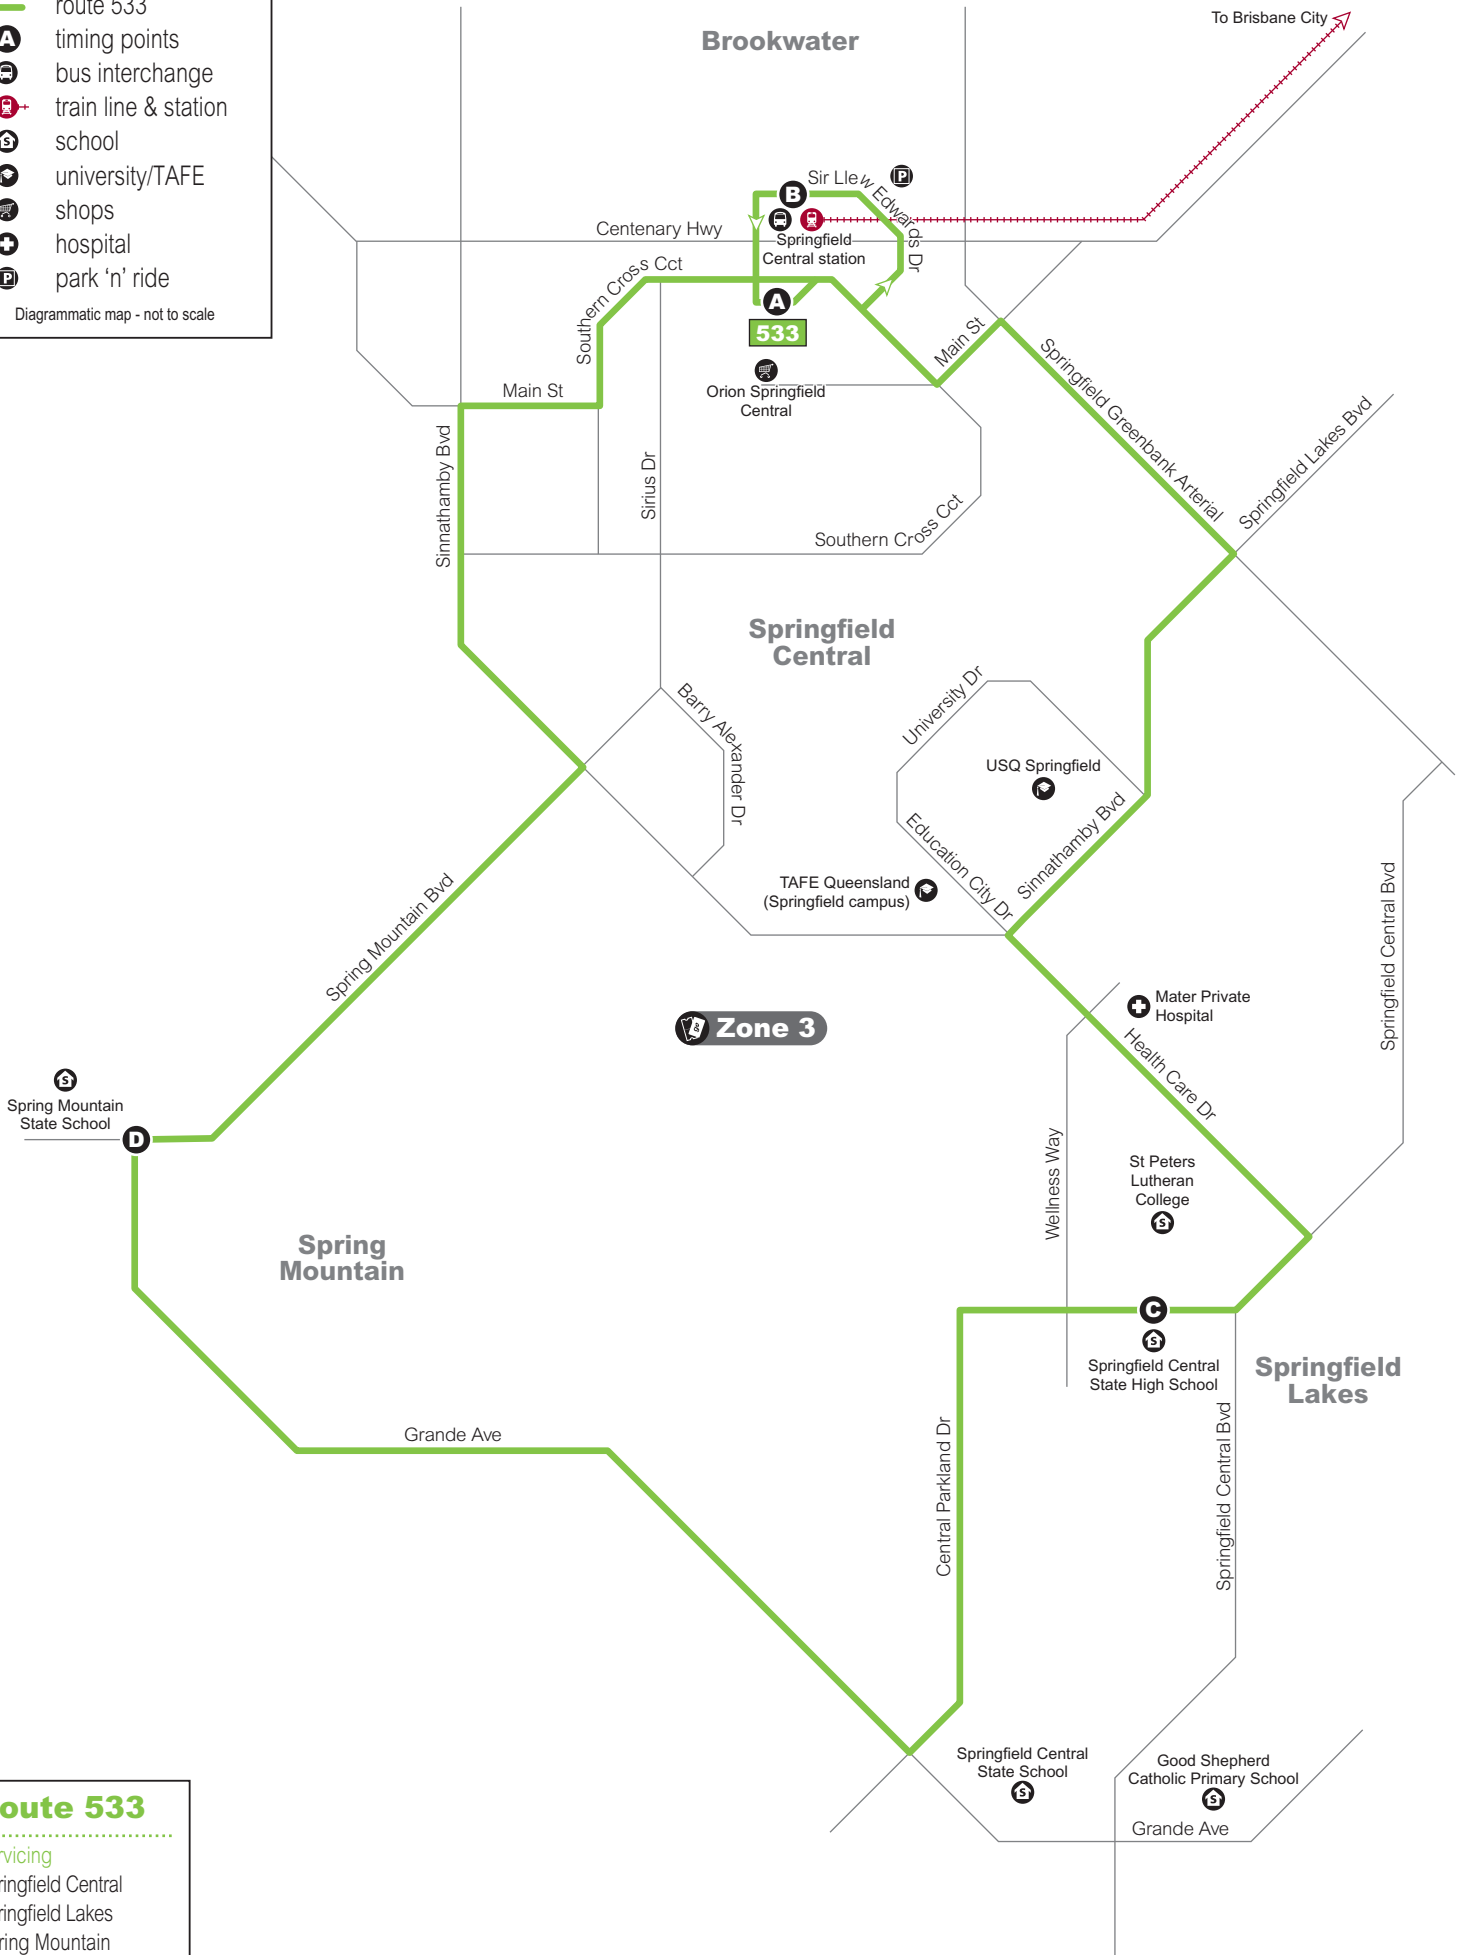 route 533
A timing points
bus interchange
train line & station
S school
university/TAFE
shops
hospital
P park ‘n’ ride
Diagrammatic map - not to scale
Brookwater
To Brisbane City
Sir Llew Edwards Dr
P
B
Centenary Hwy
Springfield
Central station
Southern Cross Cct
A
533
Main St
Main St
Orion Springfield
Central
Springfield Greenbank Arterial
Springfield Lakes Bvd
Sinnathamby Bvd
Sirius Dr
Southern Cross Cct
Springfield
Central
Barry Alexander Dr
University Dr
USQ Springfield
Education City Dr
Sinnathamby Bvd
TAFE Queensland
(Springfield campus)
Spring Mountain Bvd
Springfield Central Bvd
Zone 3
Mater Private
Hospital
Health Care Dr
S
Spring Mountain
State School
D
Wellness Way
St Peters
Lutheran
College
S
Spring
Mountain
C
S
Springfield Central
State High School
Springfield
Lakes
Grande Ave
Central Parkland Dr
Springfield Central Bvd
Springfield Central
State School
S
Good Shepherd
Catholic Primary School
S
Grande Ave
oute 533
rvicing
ringfield Central
ringfield Lakes
ring Mountain